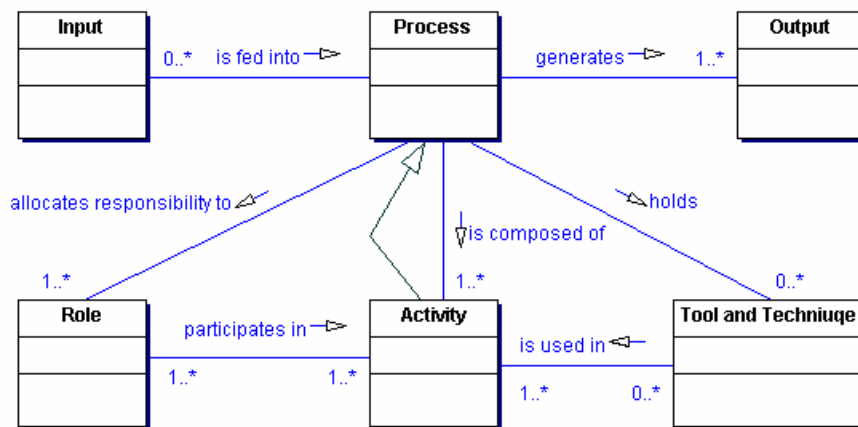 Input
Process
Output
0..*
is fed into
generates
1..*
allocates responsibility to
holds
is composed of
1..*
1..*
0..*
Role
Activity
Tool and Techniuqe
participates in
is used in
1..*
1..*
1..*
0..*